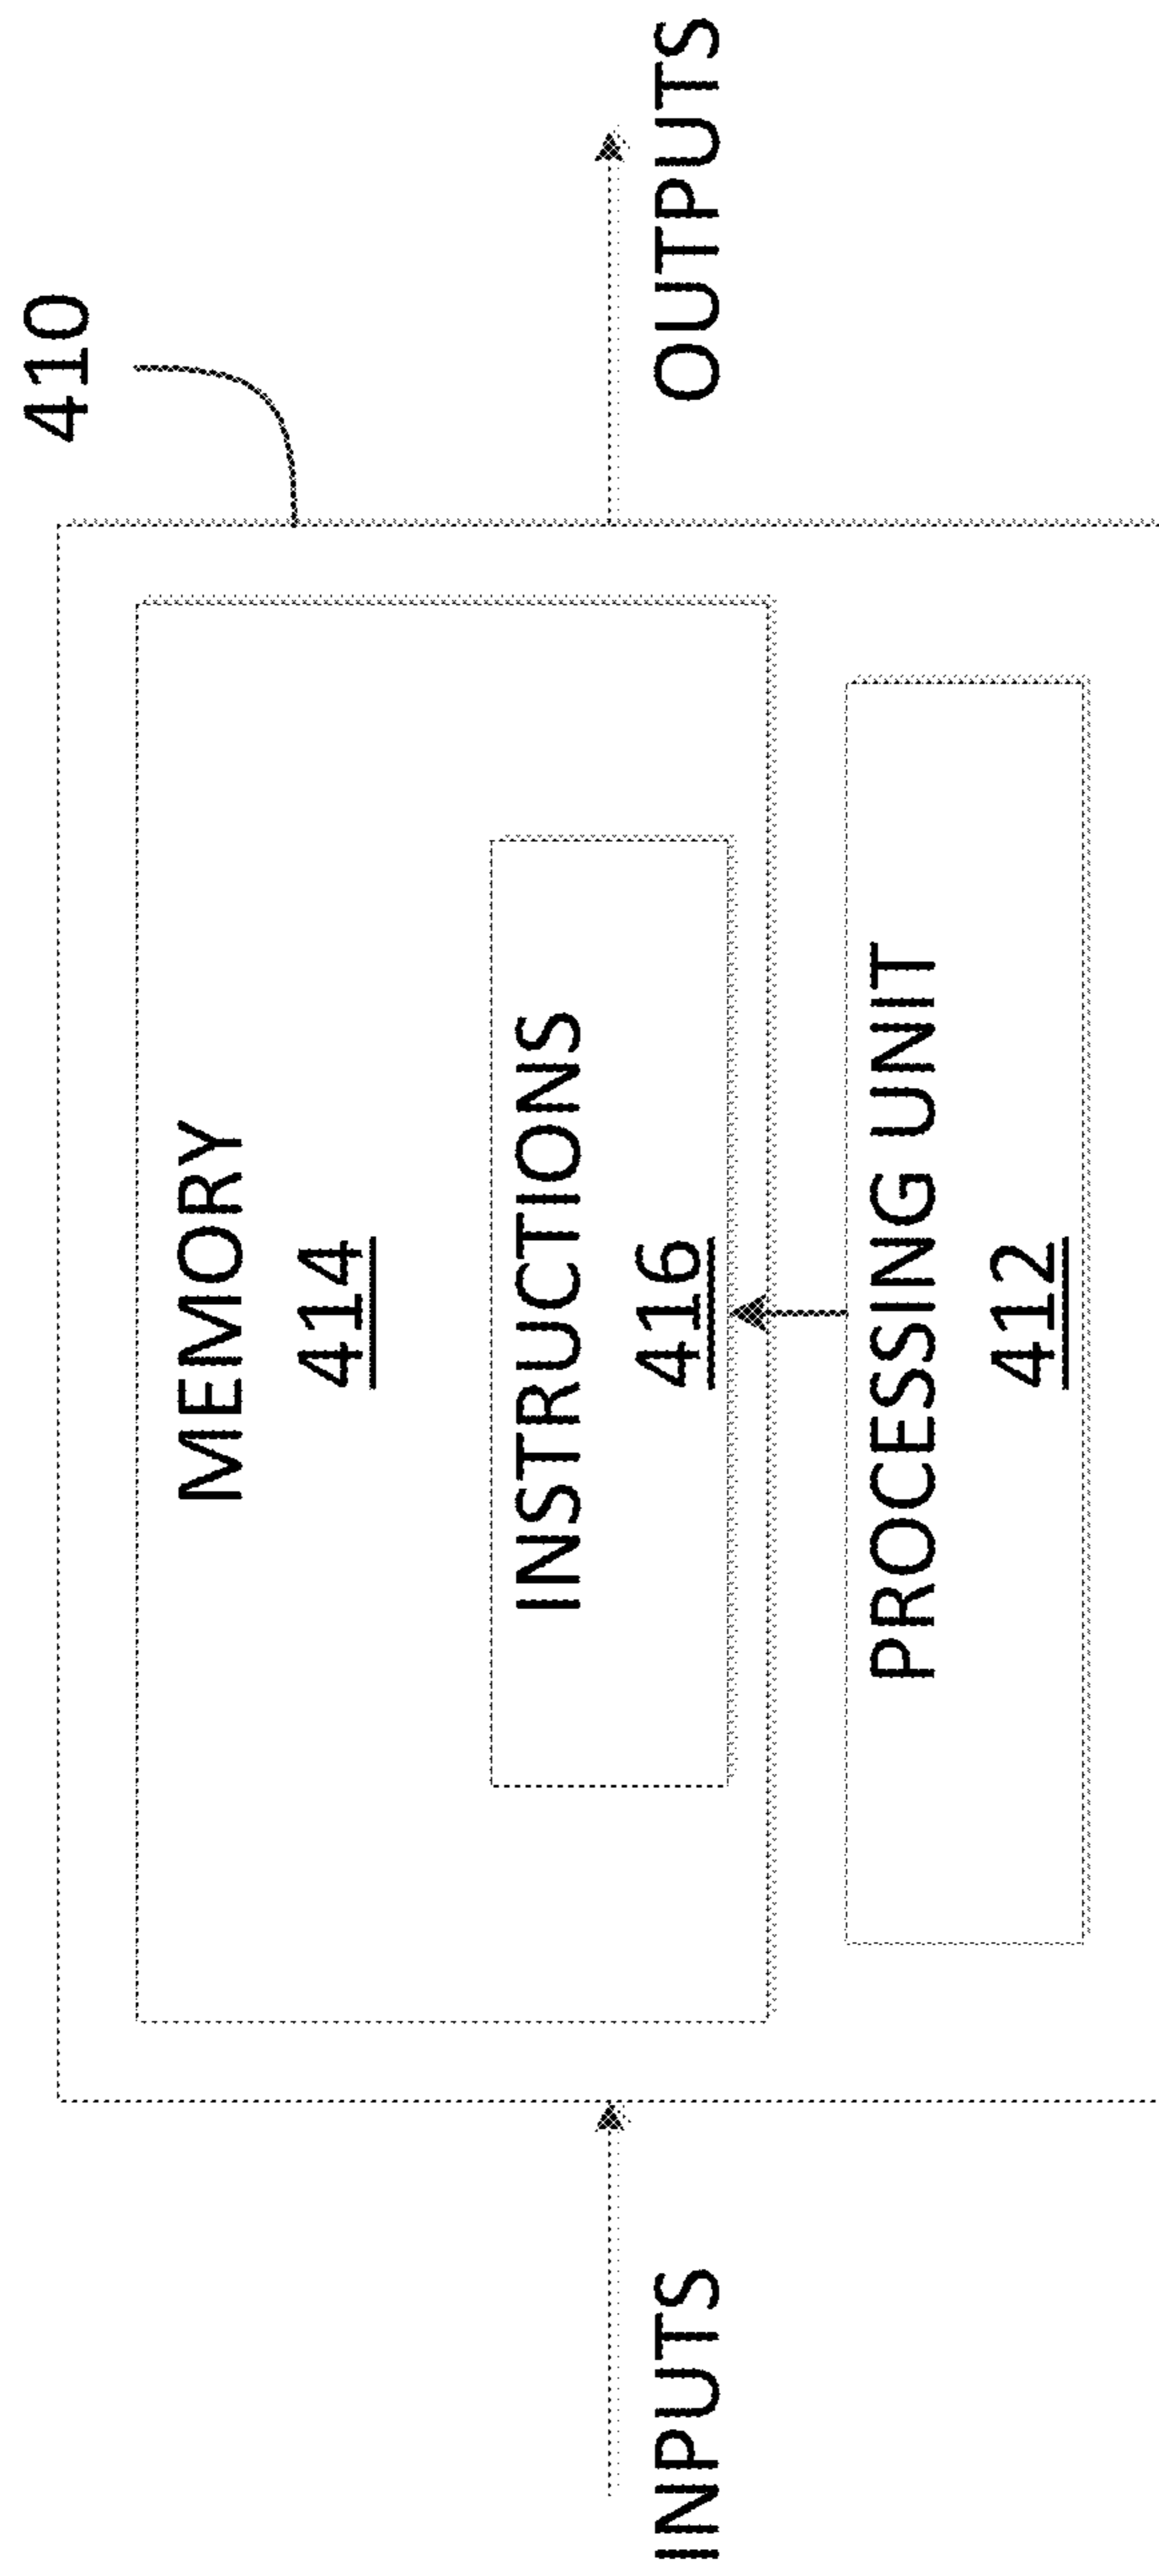 410
MEMORY
414
INSTRUCTIONS
416
INPUTS
OUTPUTS
PROCESSING UNIT
412